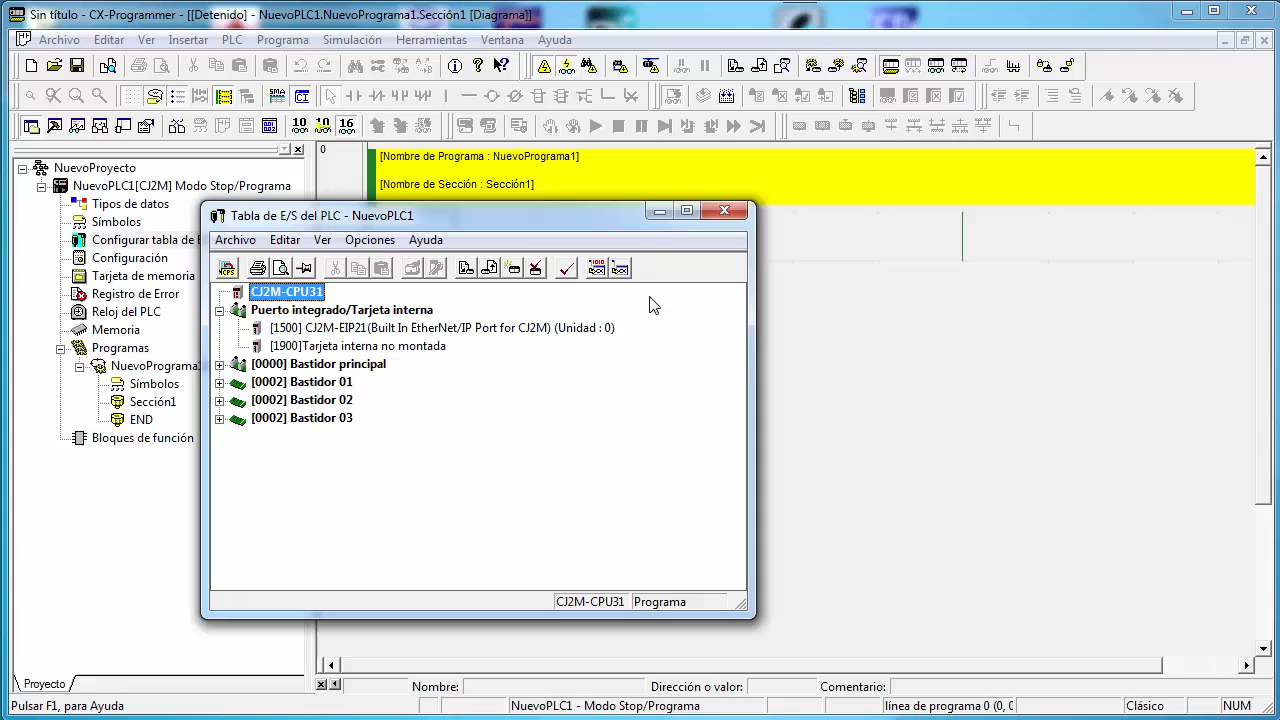 Sin título - CX-Programmer - [[Detenido] - NuevoPLC1.NuevoPrograma1.Sección1 [Diagrama]]
Archivo Editar Ver Insertar PLC Programa Simulación Herramientas Ventana Ayuda
SMA
10 10 16
NuevoProyecto
NuevoPLC1[CJ2M] Modo Stop/Programa
Tipos de datos
Símbolos
Configurar tabla de E
Configuración
Tarjeta de memoria
Registro de Error
Reloj del PLC
Memoria
Programas
NuevoPrograma1
Símbolos
Sección1
END
Bloques de función
Proyecto
0
[Nombre de Programa : NuevoPrograma1]
[Nombre de Sección : Sección1]
Tabla de E/S del PLC - NuevoPLC1
Archivo Editar Ver Opciones Ayuda
CJ2M-CPU31
Puerto integrado/Tarjeta interna
[1500] CJ2M-EIP21(Built In EtherNet/IP Port for CJ2M) (Unidad : 0)
[1900]Tarjeta interna no montada
[0000] Bastidor principal
[0002] Bastidor 01
[0002] Bastidor 02
[0002] Bastidor 03
CJ2M-CPU31 Programa
Nombre: Dirección o valor: Comentario:
Pulsar F1, para Ayuda NuevoPLC1 - Modo Stop/Programa línea de programa 0 (0, 0 Clásico NUM